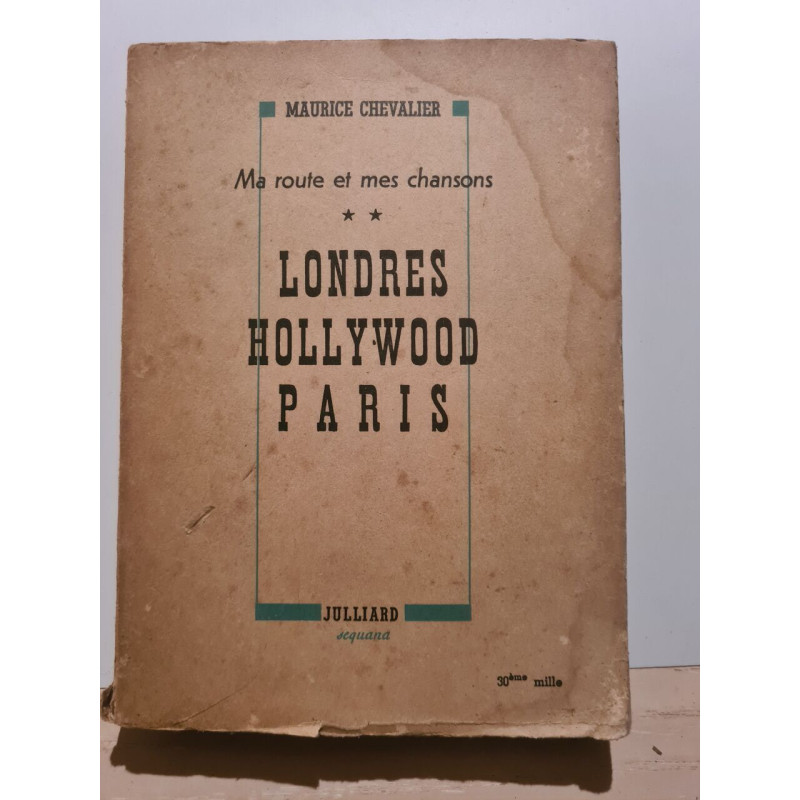 MAURICE CHEVALIER
Ma route et mes chansons
★ ★
LONDRES
HOLLYWOOD
PARIS
JULLIARD
sequana
30ème mille